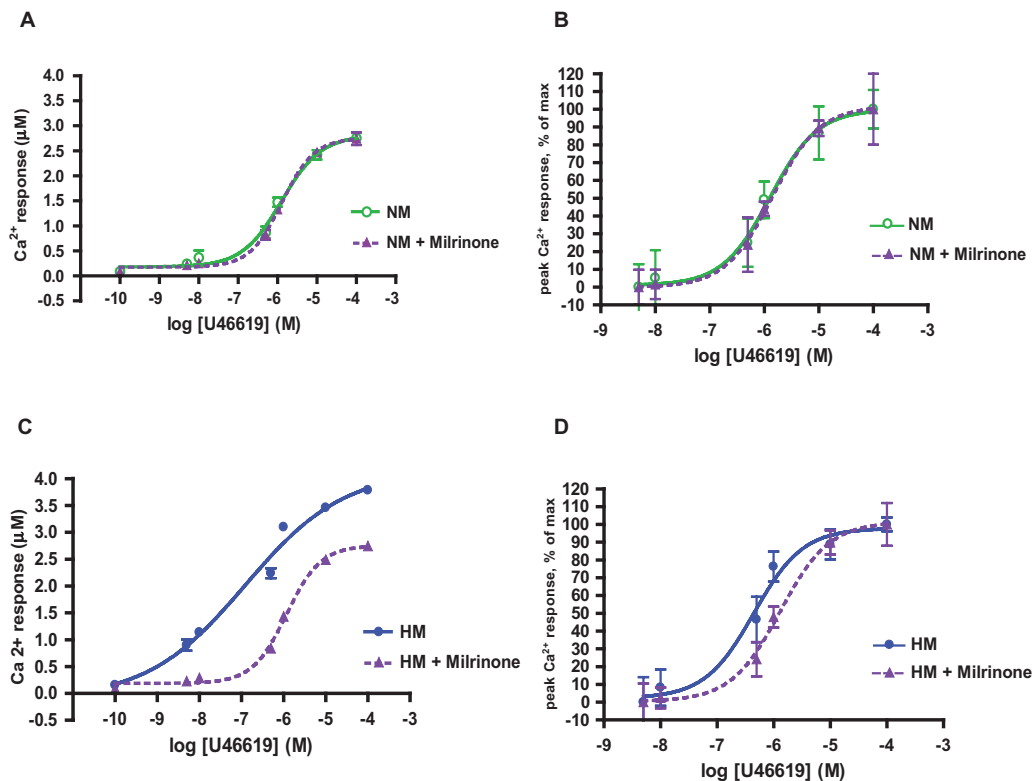 A
Ca2+ response (μM)
4.0
3.5
3.0
2.5
2.0
1.5
1.0
0.5
0.0
-0.5
-10 -9 -8 -7 -6 -5 -4 -3
log [U46619] (M)
NM
NM + Milrinone
B
peak Ca2+ response, % of max
120
110
100
90
80
70
60
50
40
30
20
10
0
-10
-9 -8 -7 -6 -5 -4 -3
log [U46619] (M)
NM
NM + Milrinone
C
Ca 2+ response (μM)
4.0
3.5
3.0
2.5
2.0
1.5
1.0
0.5
0.0
-0.5
-10 -9 -8 -7 -6 -5 -4 -3
log [U46619] (M)
HM
HM + Milrinone
D
peak Ca2+ response, % of max
120
110
100
90
80
70
60
50
40
30
20
10
0
-10
-9 -8 -7 -6 -5 -4 -3
log [U46619] (M)
HM
HM + Milrinone